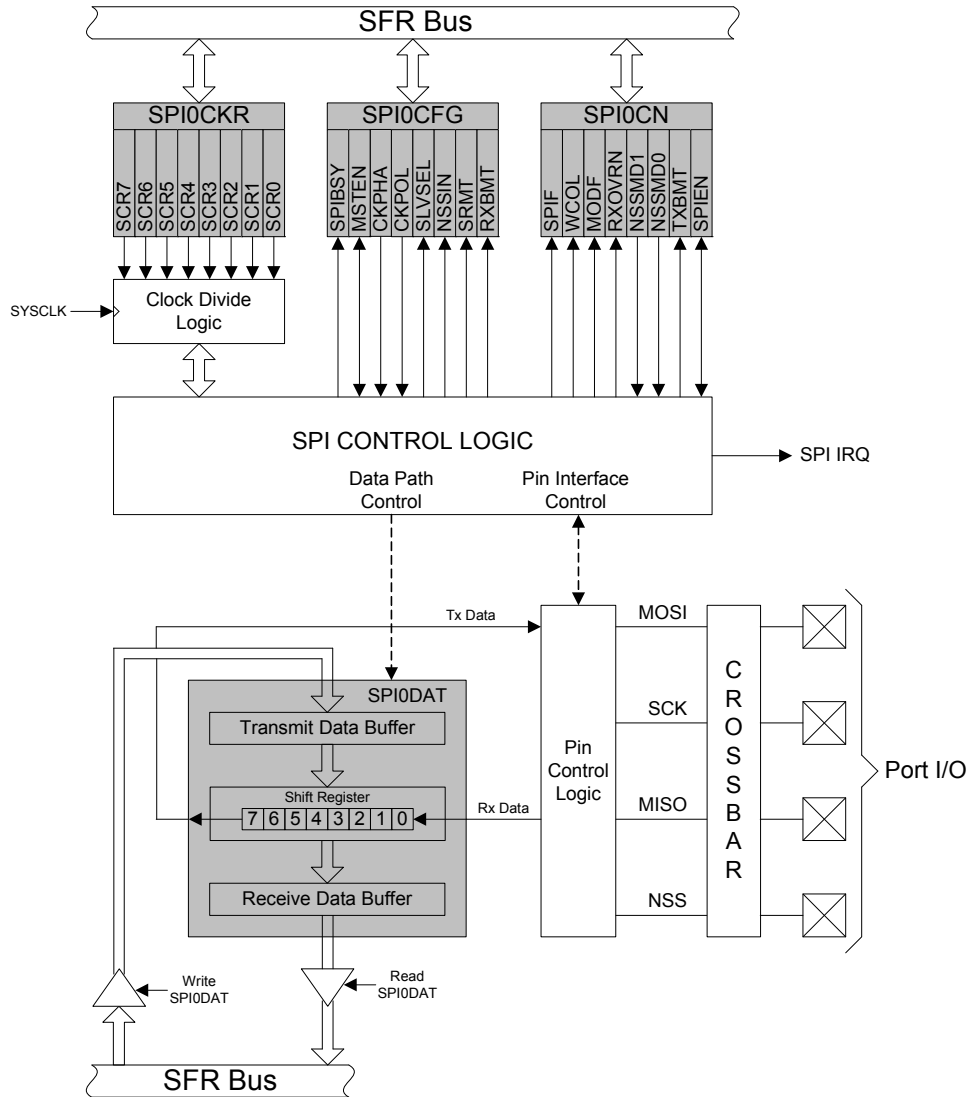 SFR Bus
SPI0CKR
SPI0CFG
SPI0CN
SCR7
SCR6
SCR5
SCR4
SCR3
SCR2
SCR1
SCR0
SPIBSY
MSTEN
CKPHA
CKPOL
SLVSEL
NSSIN
SRMT
RXBMT
SPIF
WCOL
MODF
RXOVRN
NSSMD1
NSSMD0
TXBMT
SPIEN
SYSCLK
Clock Divide
Logic
SPI CONTROL LOGIC
SPI IRQ
Data Path
Control
Pin Interface
Control
Tx Data
MOSI
SPI0DAT
Transmit Data Buffer
SCK
Shift Register
7 6 5 4 3 2 1 0
Rx Data
Pin
Control
Logic
MISO
Receive Data Buffer
NSS
CROSSBAR
Port I/O
Write
SPI0DAT
Read
SPI0DAT
SFR Bus